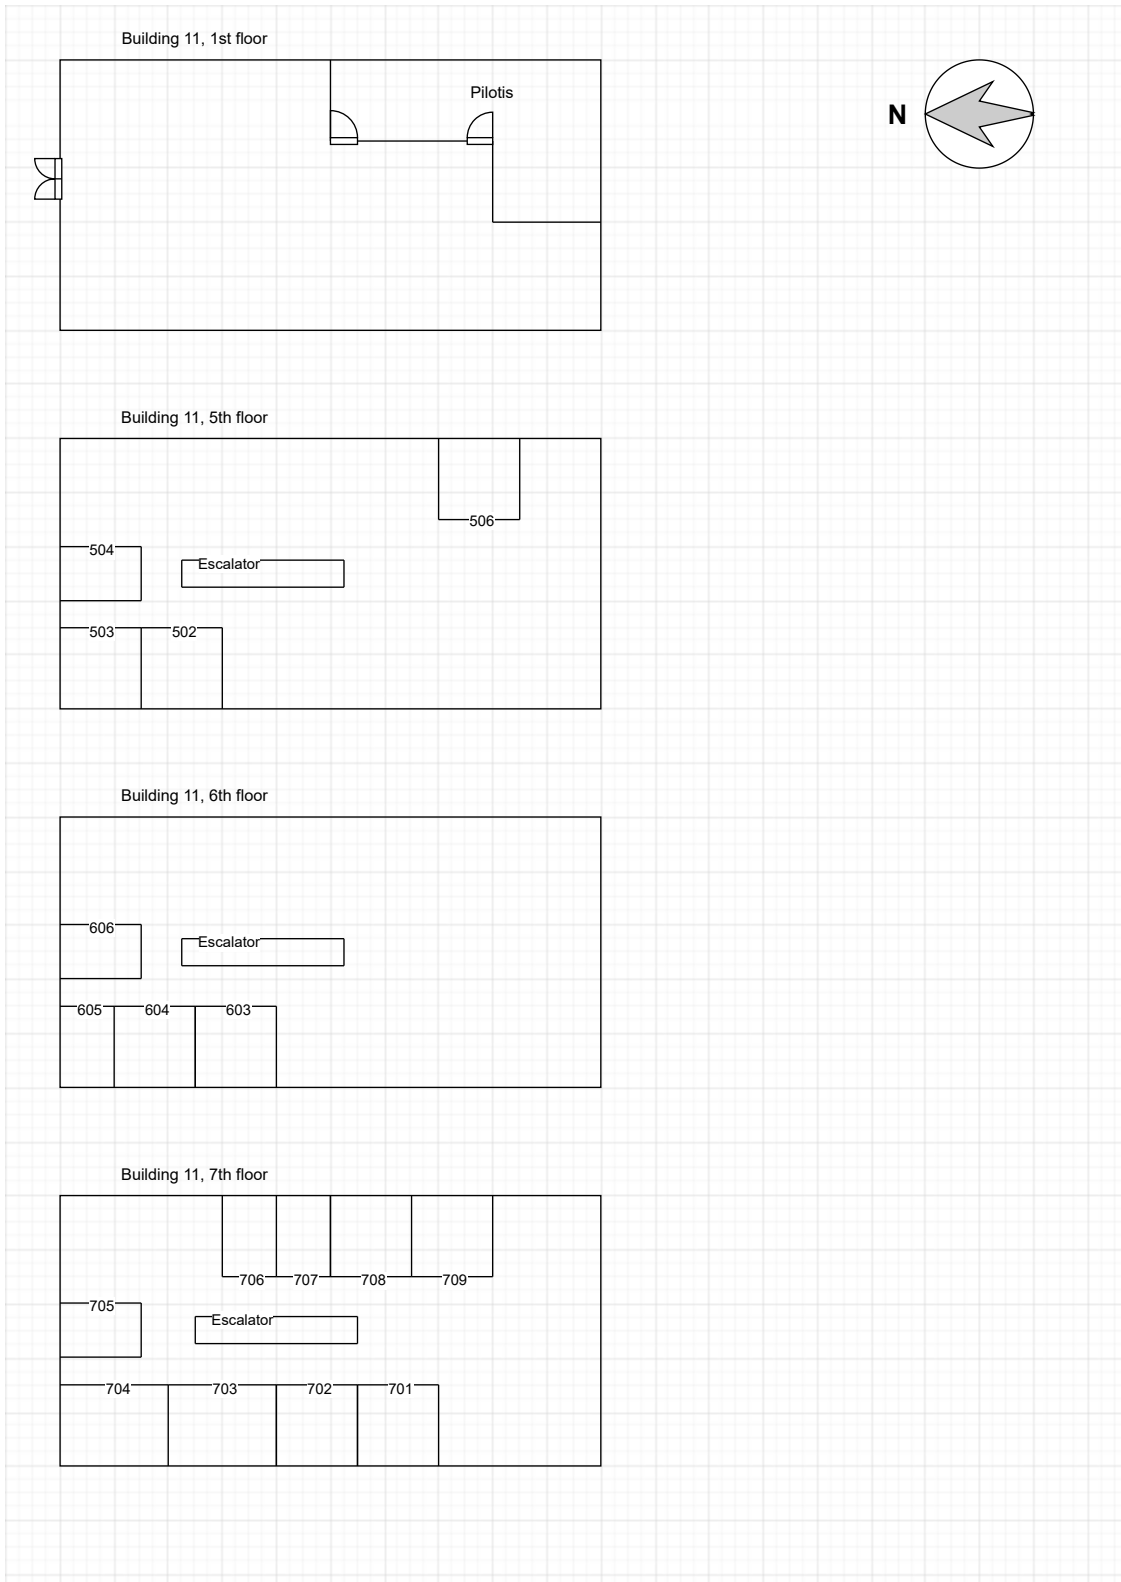 Building 11, 1st floor
Pilotis
N
Building 11, 5th floor
506
504
Escalator
503
502
Building 11, 6th floor
606
Escalator
605
604
603
Building 11, 7th floor
706
707
708
709
705
Escalator
704
703
702
701